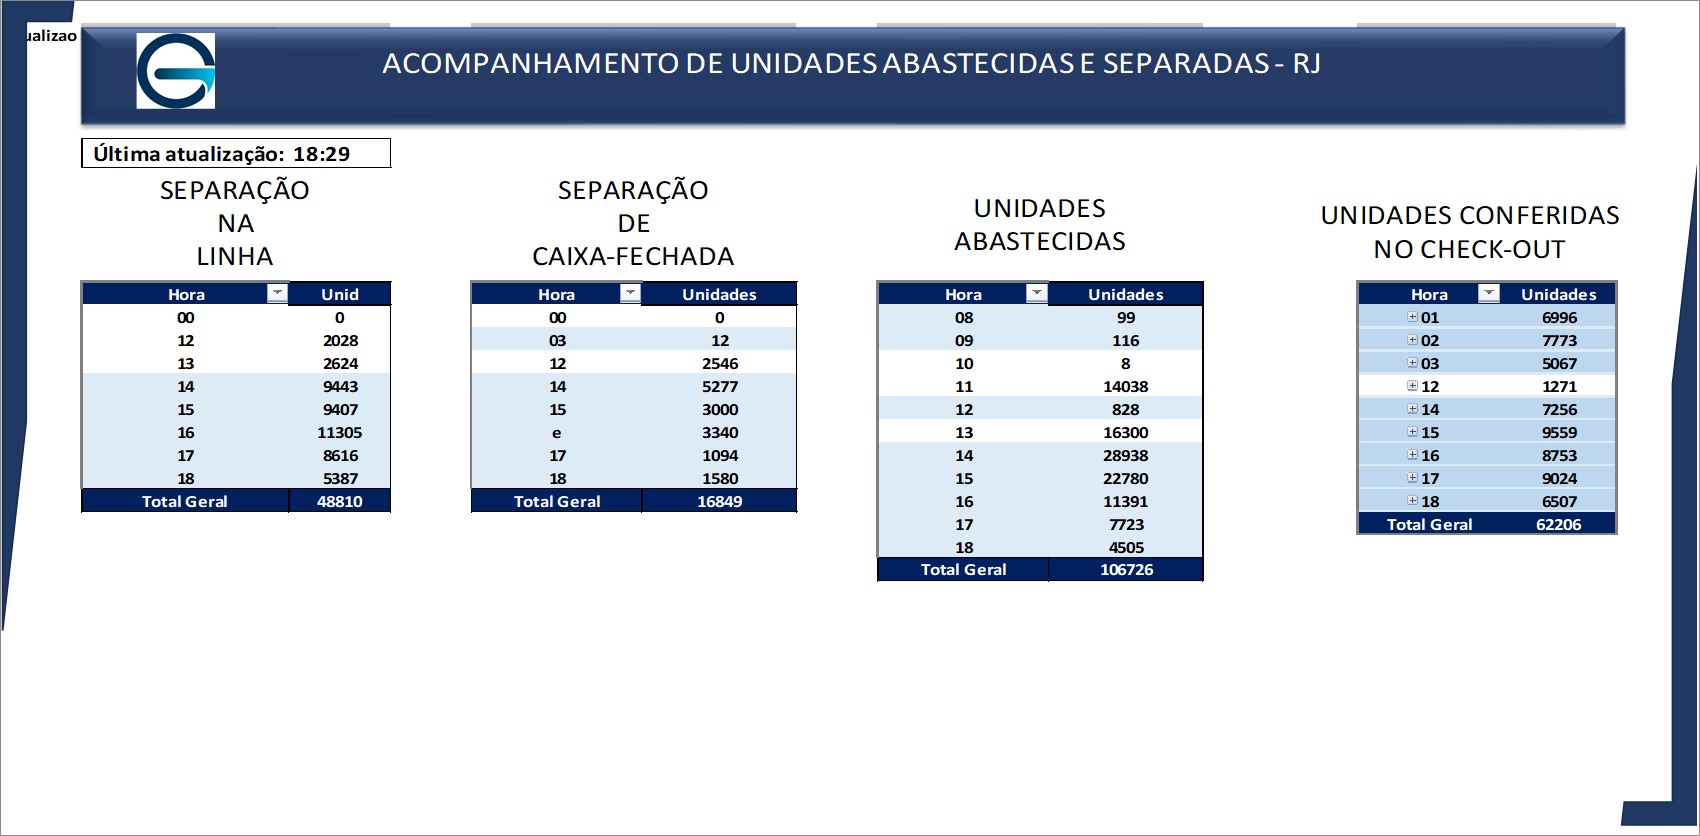 ualizao
ACOMPANHAMENTO DE UNIDADES ABASTECIDAS E SEPARADAS - RJ
Última atualização: 18:29
SEPARAÇÃO
NA
LINHA
Hora Unid
00 0
12 2028
13 2624
14 9443
15 9407
16 11305
17 8616
18 5387
Total Geral 48810
SEPARAÇÃO
DE
CAIXA-FECHADA
Hora Unidades
00 0
03 12
12 2546
14 5277
15 3000
e 3340
17 1094
18 1580
Total Geral 16849
UNIDADES
ABASTECIDAS
Hora Unidades
08 99
09 116
10 8
11 14038
12 828
13 16300
14 28938
15 22780
16 11391
17 7723
18 4505
Total Geral 106726
UNIDADES CONFERIDAS
NO CHECK-OUT
Hora Unidades
01 6996
02 7773
03 5067
12 1271
14 7256
15 9559
16 8753
17 9024
18 6507
Total Geral 62206